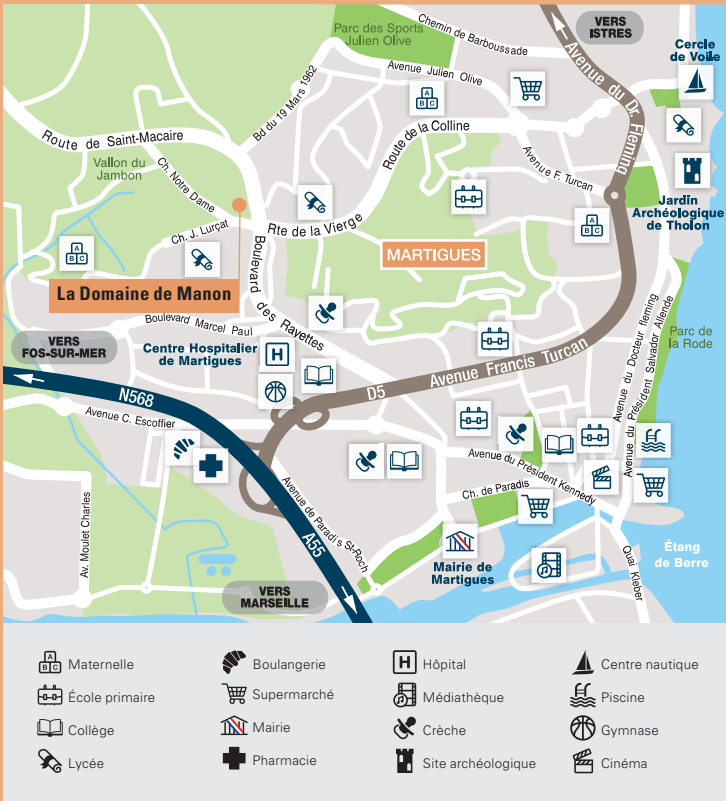 Parc des Sports
Julien Olive
Chemin de Barboussade
VERS
ISTRES
Cercle
de Voile
Avenue Julien Olive
Avenue du Dr. Fleming
Bd du 19 Mars 1962
Route de Saint-Macaire
Route de la Colline
Vallon du
Jambon
Ch. Notre Dame
Avenue F. Turcan
Jardin
Archéologique
de Tholon
Ch. J. Lurçat
Rte de la Vierge
MARTIGUES
La Domaine de Manon
Boulevard des Rayettes
Boulevard Marcel Paul
VERS
FOS-SUR-MER
Centre Hospitalier
de Martigues
H
Parc de
la Rode
Avenue du Docteur fleming
Avenue du Président Salvador Allende
N568
D5
Avenue Francis Turcan
Avenue C. Escoffier
Avenue du Président Kennedy
Ch. de Paradis
Avenue de Paradis St-Roch
Av. Moulet Charles
A55
Mairie de
Martigues
Étang
de Berre
Quai Kleber
VERS
MARSEILLE
A
B C
A
B C
A
B C
A
B C
Maternelle
Boulangerie
H
Hôpital
Centre nautique
École primaire
Supermarché
Médiathèque
Piscine
Collège
Mairie
Crèche
Gymnase
Lycée
Pharmacie
Site archéologique
Cinéma